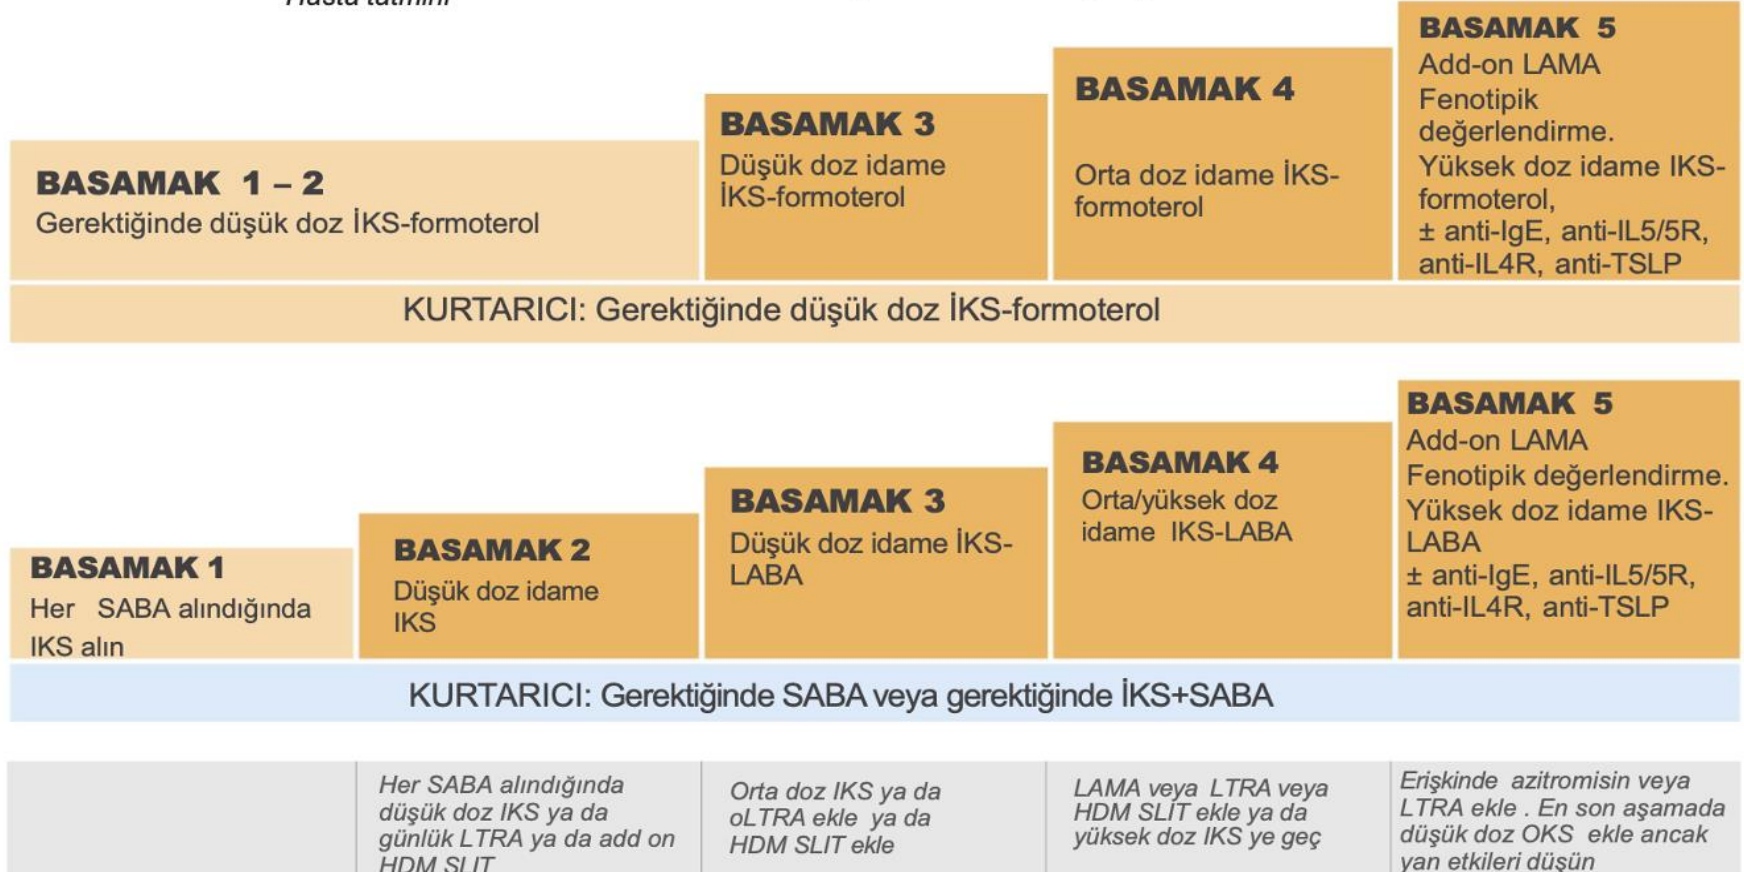 Hasta tatmini
BASAMAK 1 – 2
Gerektiğinde düşük doz İKS-formoterol
BASAMAK 3
Düşük doz idame
İKS-formoterol
BASAMAK 4
Orta doz idame İKS-
formoterol
BASAMAK 5
Add-on LAMA
Fenotipik
değerlendirme.
Yüksek doz idame IKS-
formoterol,
± anti-IgE, anti-IL5/5R,
anti-IL4R, anti-TSLP
KURTARICI: Gerektiğinde düşük doz İKS-formoterol
BASAMAK 1
Her SABA alındığında
IKS alın
BASAMAK 2
Düşük doz idame
IKS
BASAMAK 3
Düşük doz idame İKS-
LABA
BASAMAK 4
Orta/yüksek doz
idame IKS-LABA
BASAMAK 5
Add-on LAMA
Fenotipik değerlendirme.
Yüksek doz idame IKS-
LABA
± anti-IgE, anti-IL5/5R,
anti-IL4R, anti-TSLP
KURTARICI: Gerektiğinde SABA veya gerektiğinde İKS+SABA
Her SABA alındığında
düşük doz IKS ya da
günlük LTRA ya da add on
HDM SLIT
Orta doz IKS ya da
oLTRA ekle ya da
HDM SLIT ekle
LAMA veya LTRA veya
HDM SLIT ekle ya da
yüksek doz IKS ye geç
Erişkinde azitromisin veya
LTRA ekle . En son aşamada
düşük doz OKS ekle ancak
yan etkileri düşün